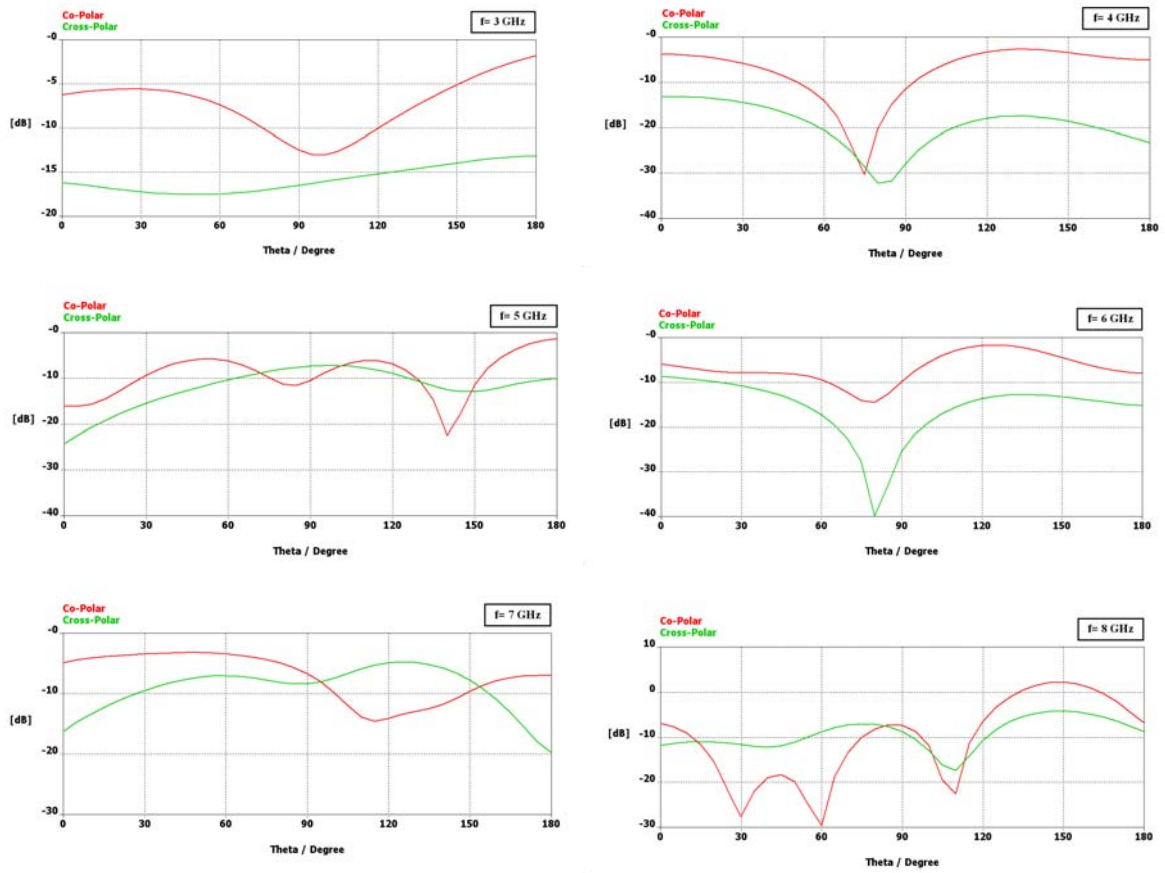 Co-Polar
Cross-Polar
f= 3 GHz
-0
-5
[dB]
-10
-15
-20
0 30 60 90 120 150 180
Theta / Degree
Co-Polar
Cross-Polar
f= 4 GHz
-0
-10
[dB]
-20
-30
-40
0 30 60 90 120 150 180
Theta / Degree
Co-Polar
Cross-Polar
f= 5 GHz
-0
-10
[dB]
-20
-30
-40
0 30 60 90 120 150 180
Theta / Degree
Co-Polar
Cross-Polar
f= 6 GHz
-0
-10
[dB]
-20
-30
-40
0 30 60 90 120 150 180
Theta / Degree
Co-Polar
Cross-Polar
f= 7 GHz
-0
-10
[dB]
-20
-30
0 30 60 90 120 150 180
Theta / Degree
Co-Polar
Cross-Polar
f= 8 GHz
10
0
[dB]
-10
-20
-30
0 30 60 90 120 150 180
Theta / Degree